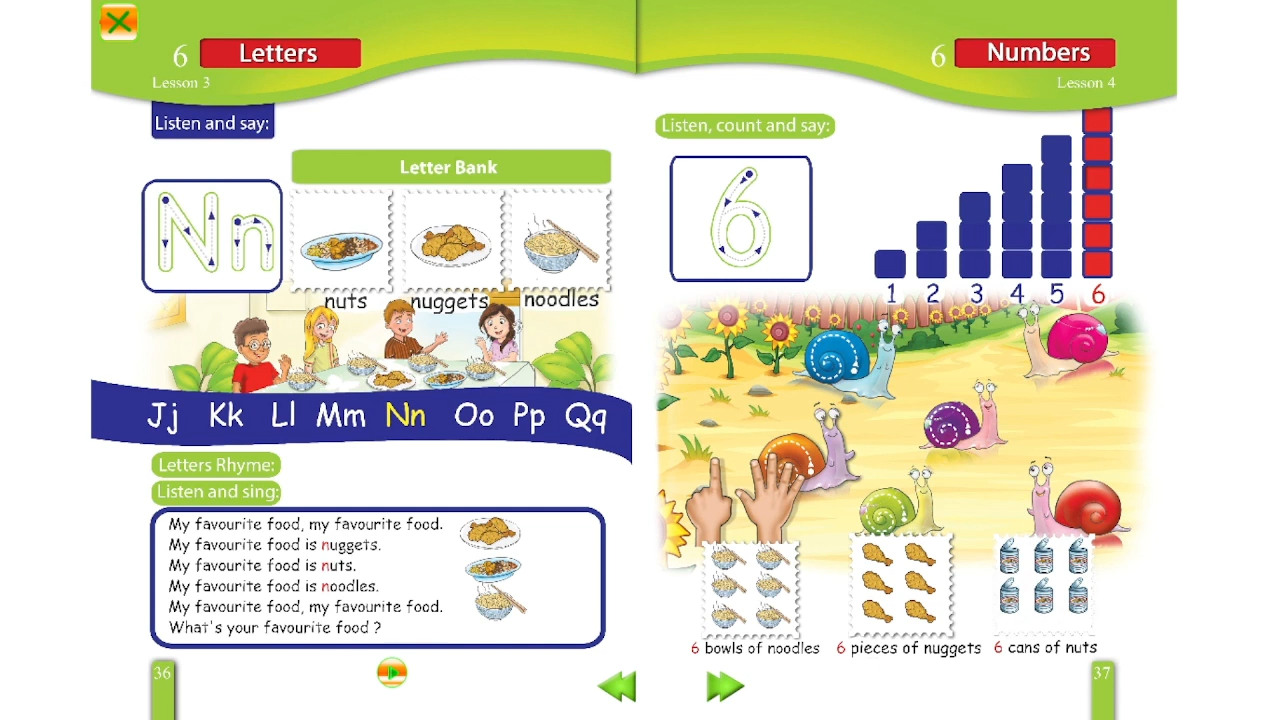 6 Letters
Lesson 3
Listen and say:
Letter Bank
Nn
nuts nuggets noodles
Jj Kk Ll Mm Nn Oo Pp Qq
Letters Rhyme:
Listen and sing:
My favourite food, my favourite food.
My favourite food is nuggets.
My favourite food is nuts.
My favourite food is noodles.
My favourite food, my favourite food.
What's your favourite food ?
36
6 Numbers
Lesson 4
Listen, count and say:
6
1 2 3 4 5 6
6 bowls of noodles 6 pieces of nuggets 6 cans of nuts
37